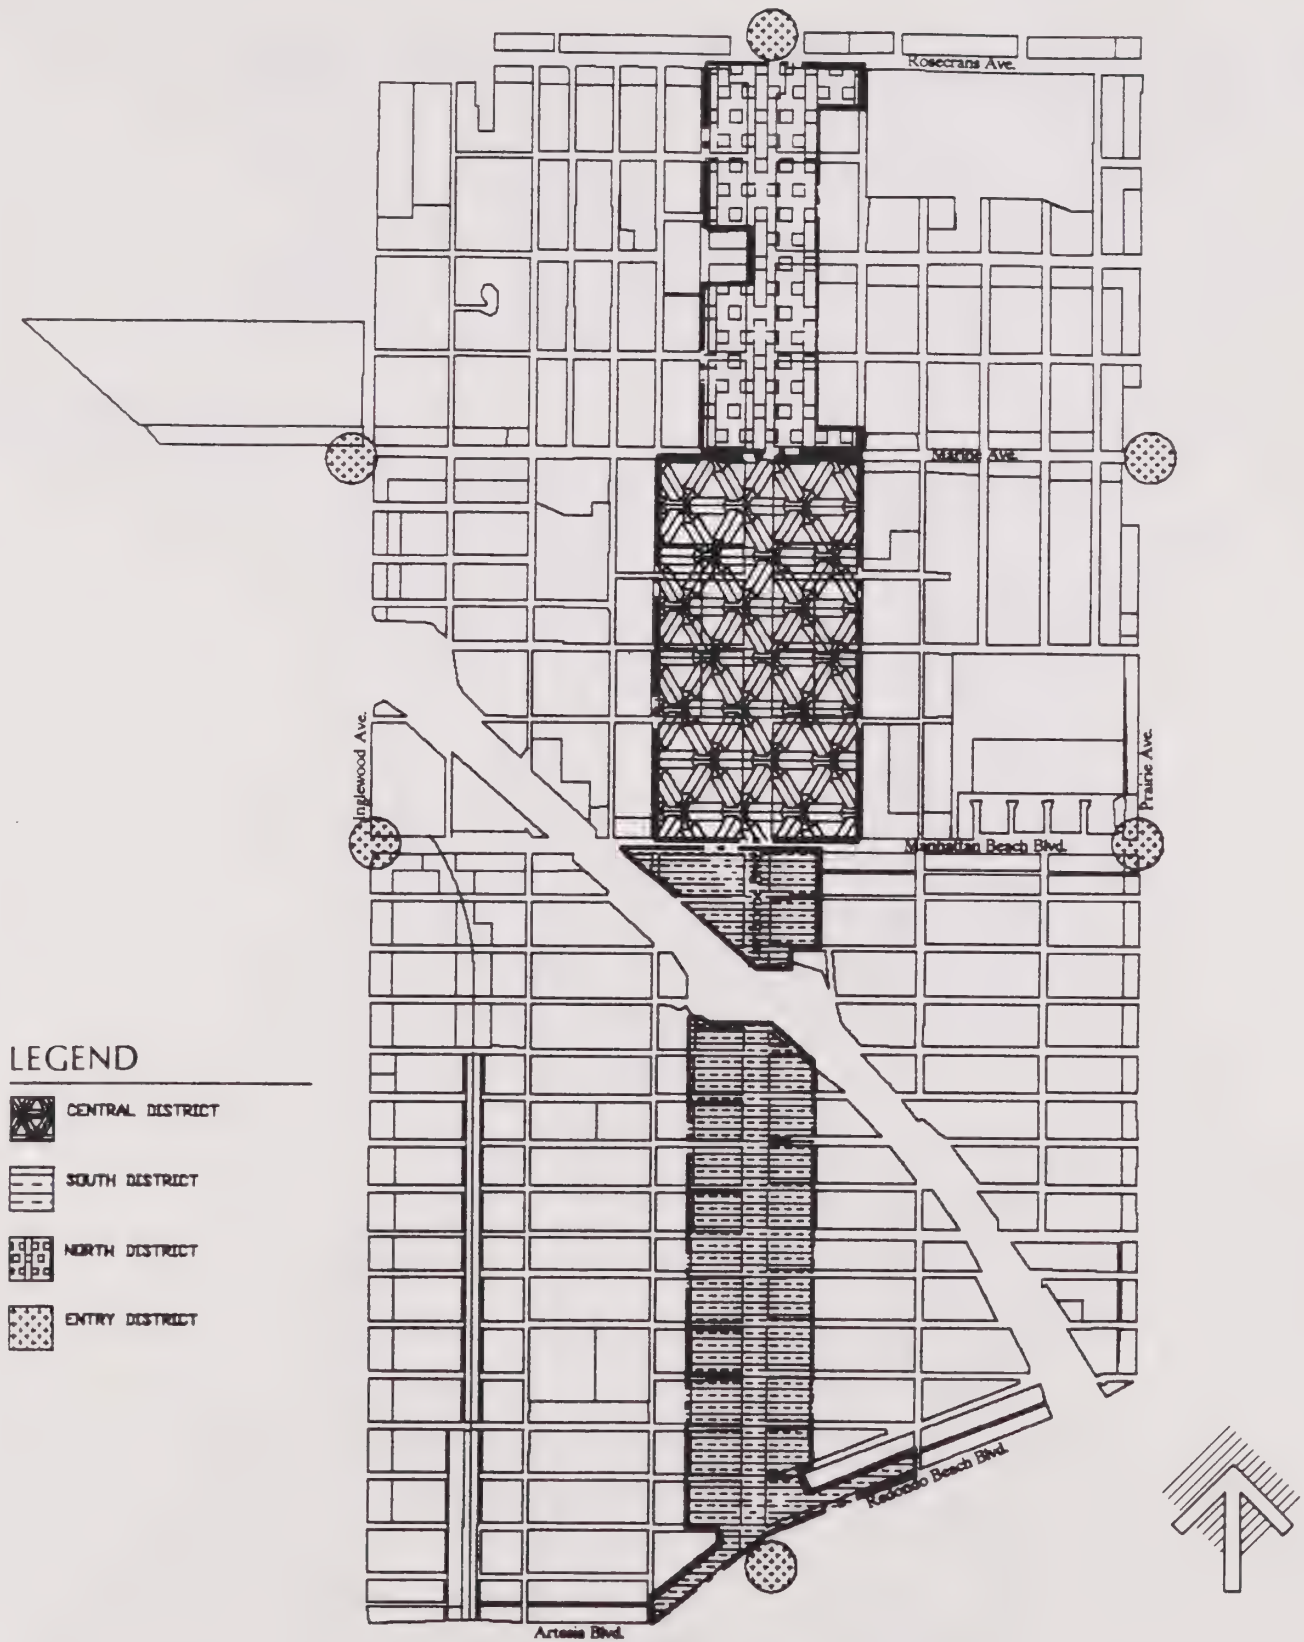 Rosecrans Ave.
Marine Ave.
Inglewood Ave.
Prairie Ave.
Manhattan Beach Blvd.
LEGEND
CENTRAL DISTRICT
SOUTH DISTRICT
NORTH DISTRICT
ENTRY DISTRICT
Redondo Beach Blvd.
Artesia Blvd.